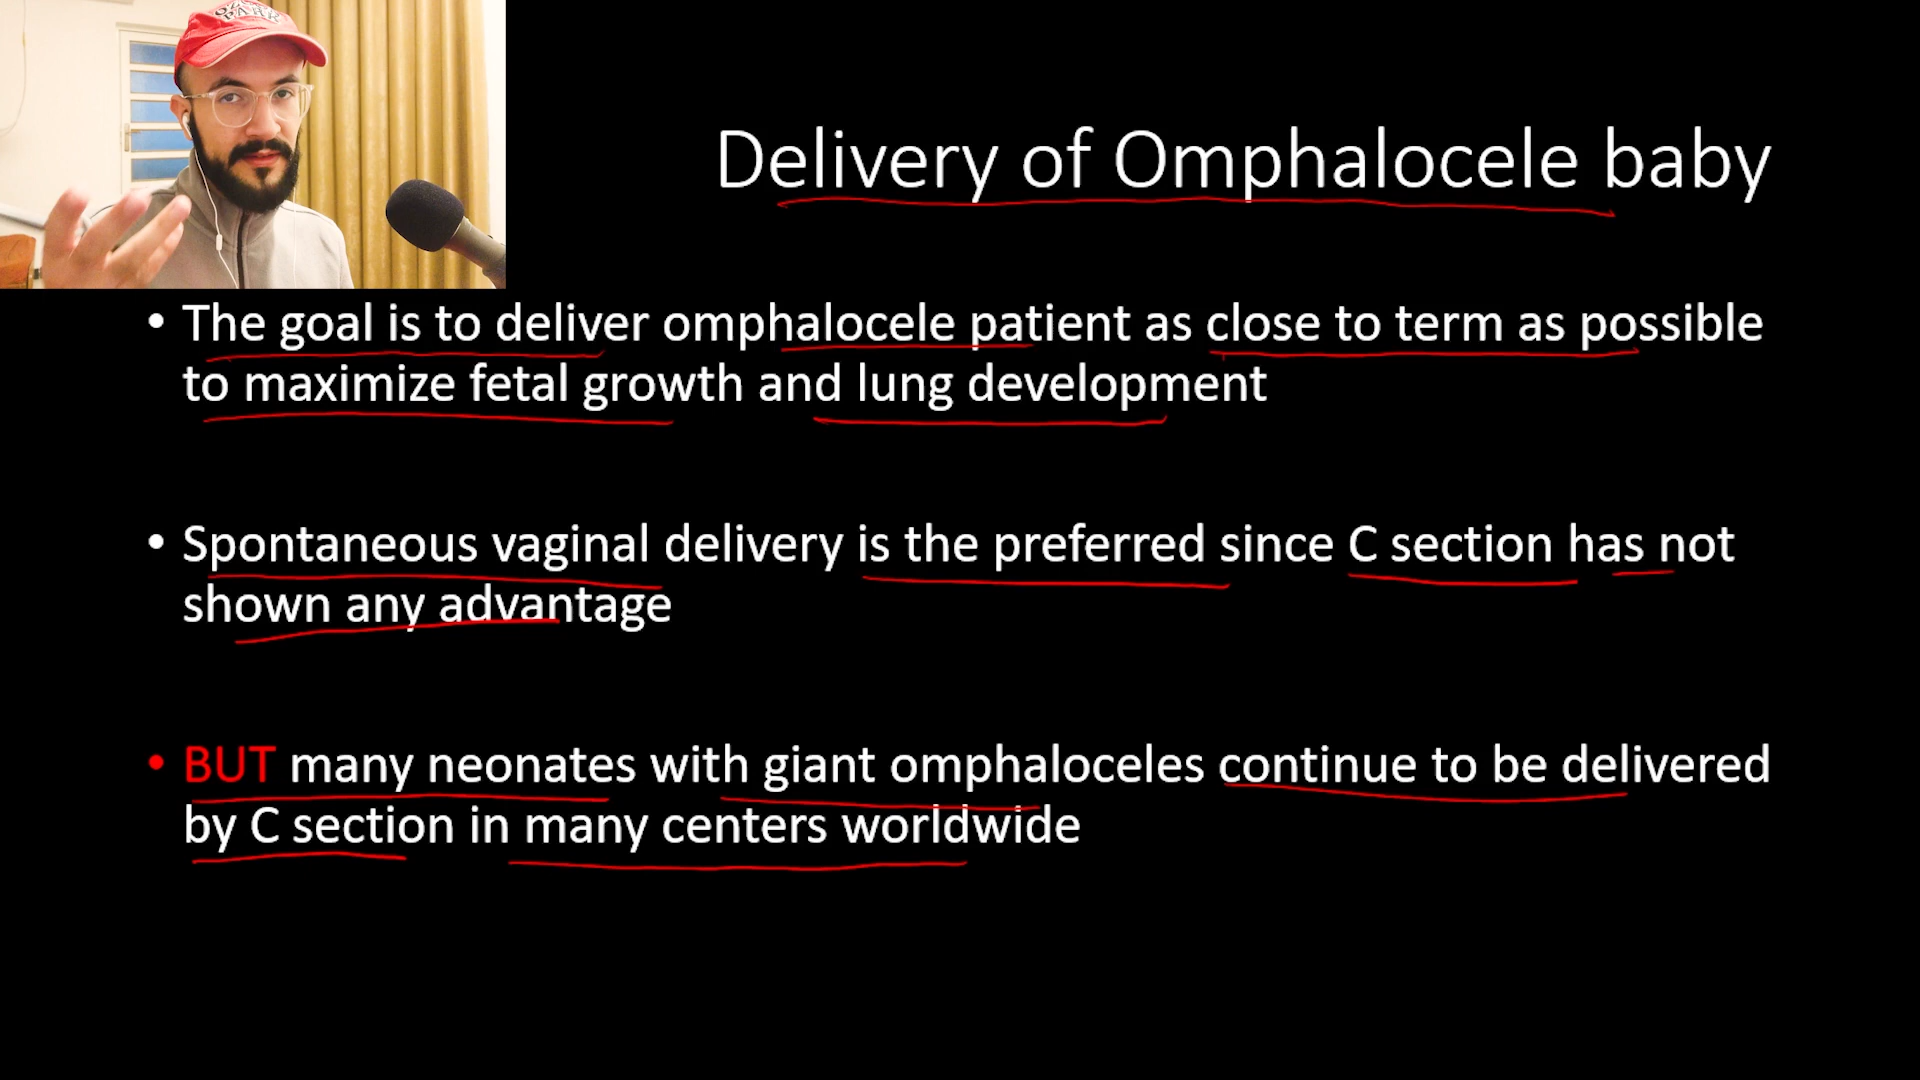 Delivery of Omphalocele baby
• The goal is to deliver omphalocele patient as close to term as possible
to maximize fetal growth and lung development
• Spontaneous vaginal delivery is the preferred since C section has not
shown any advantage
• BUT many neonates with giant omphaloceles continue to be delivered
by C section in many centers worldwide